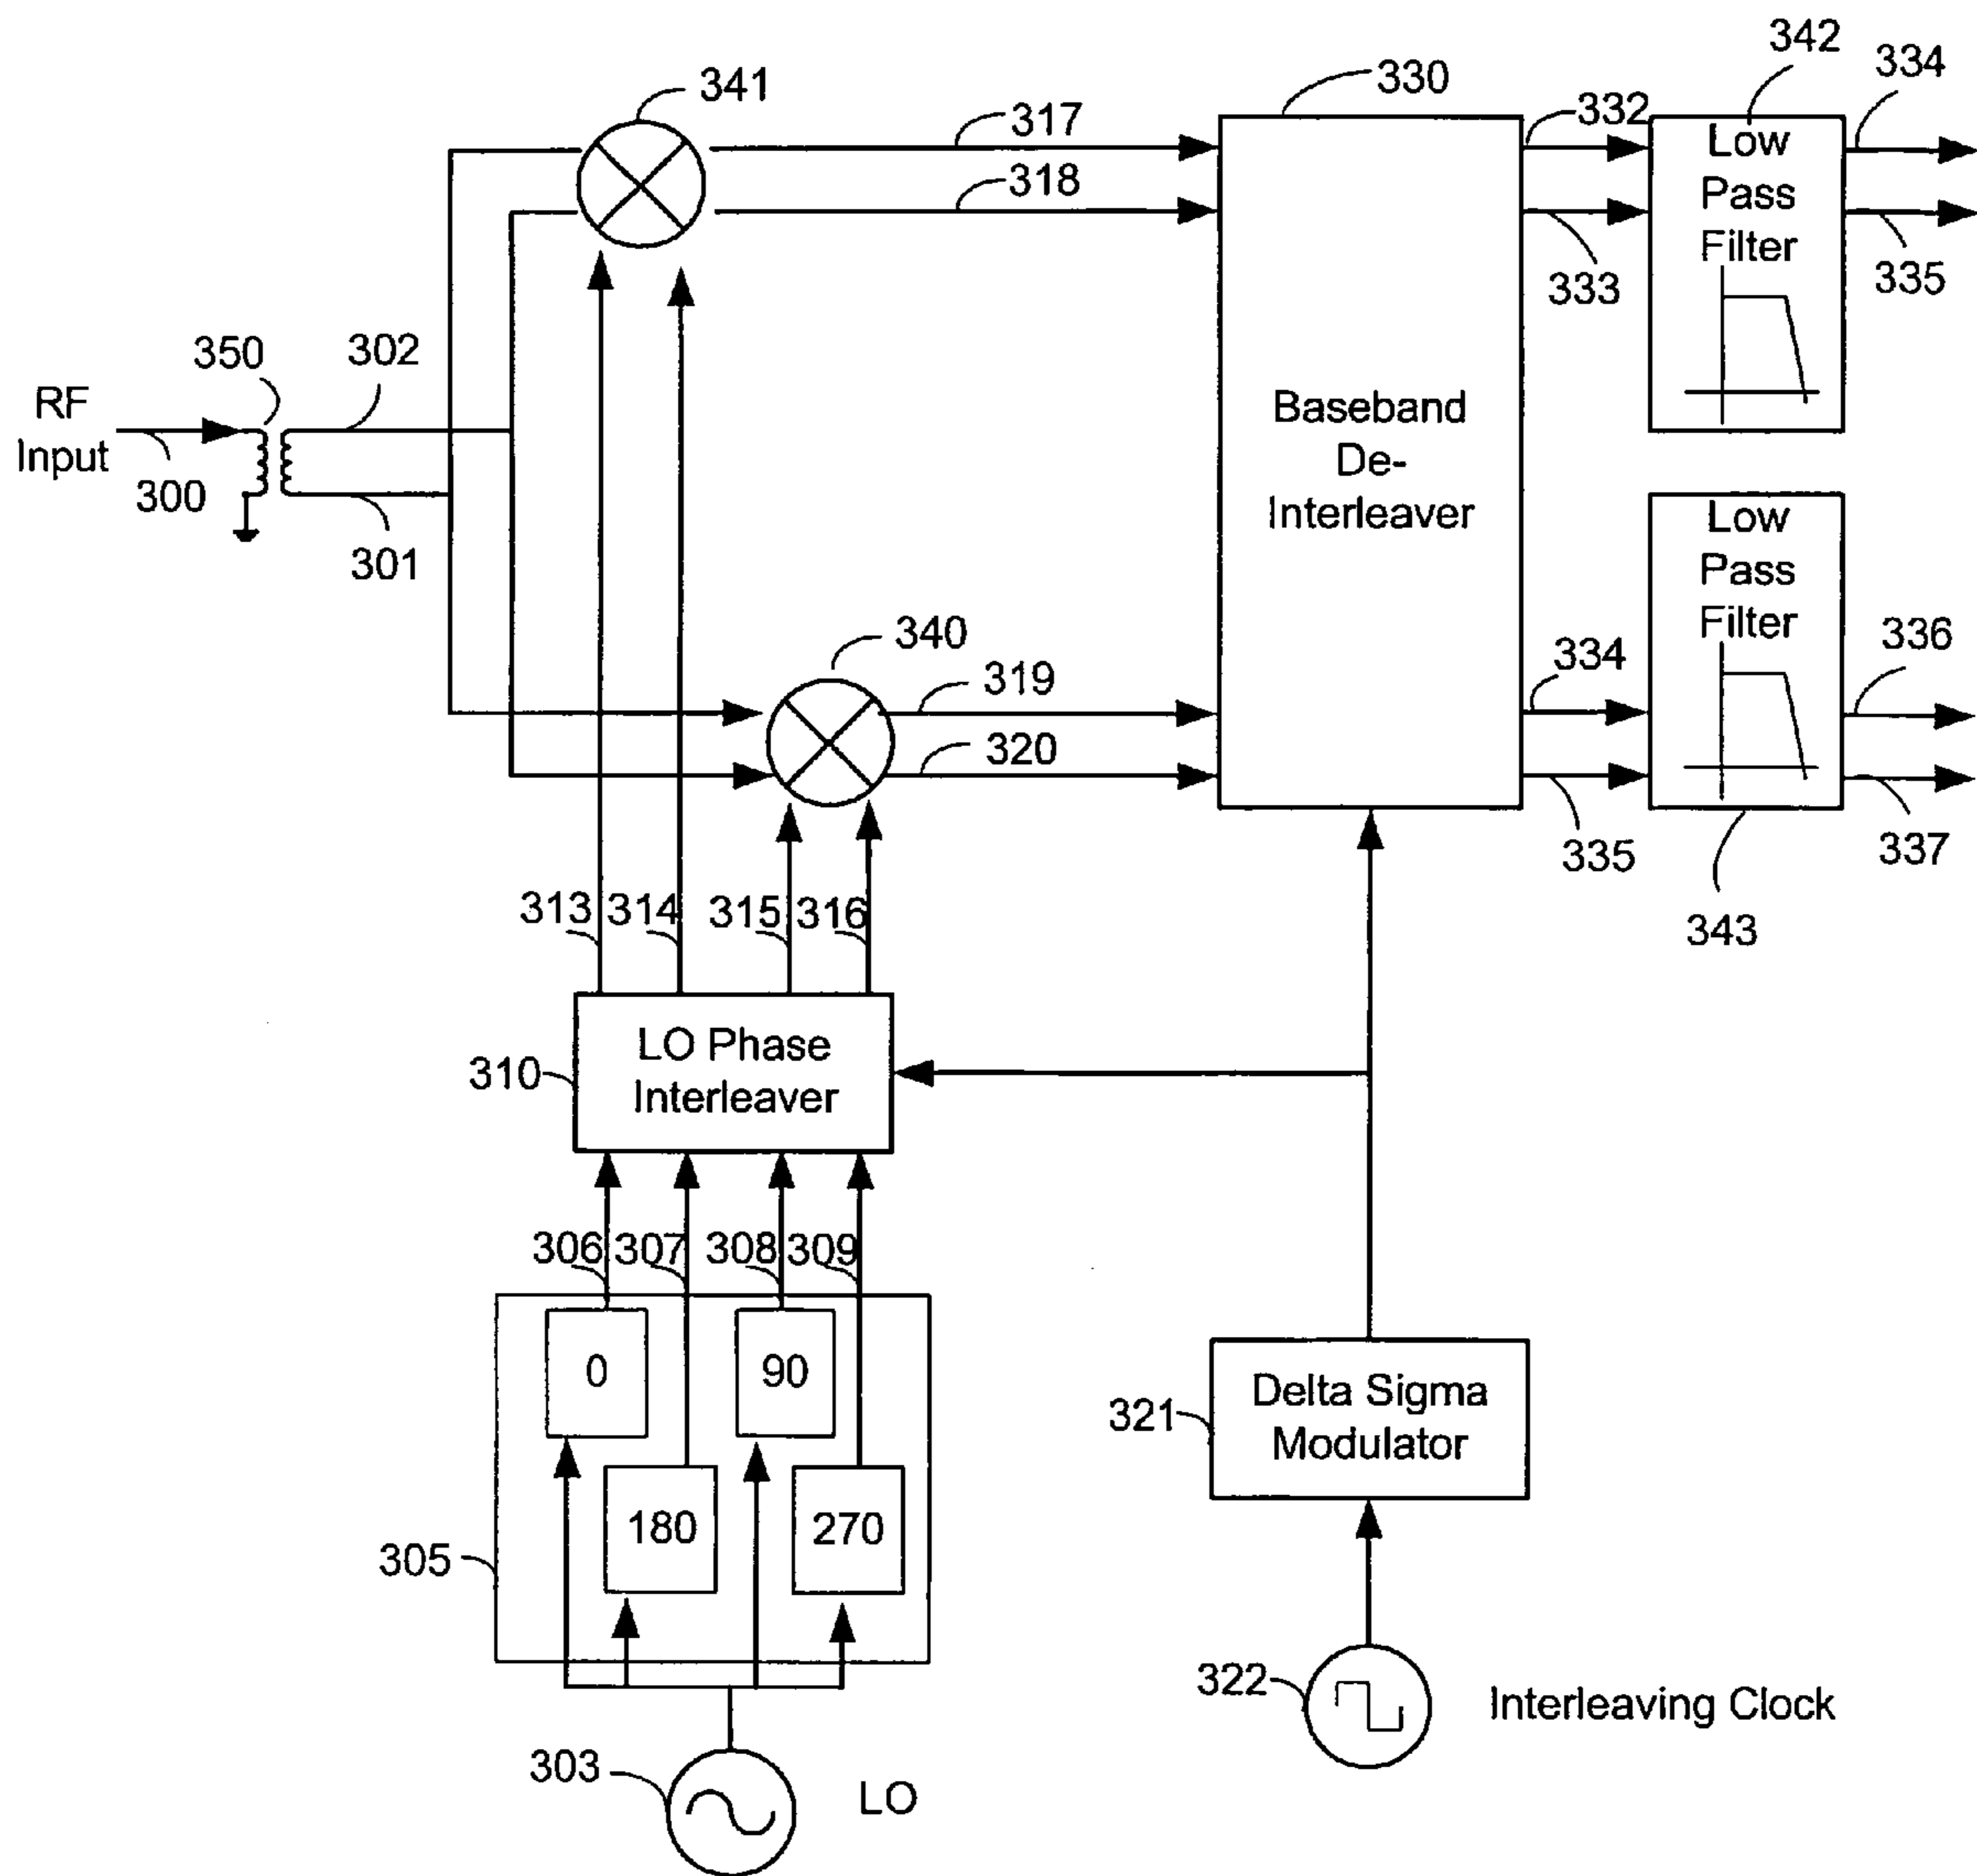 341
317
330
342
334
332
Low
Pass
Filter
318
333
335
350
302
RF
Input
300
301
Baseband
De-
Interleaver
Low
Pass
Filter
340
319
320
334
336
335
337
343
313
314
315
316
310
LO Phase
Interleaver
306
307
308
309
0
90
180
270
305
321
Delta Sigma
Modulator
322
Interleaving Clock
303
LO